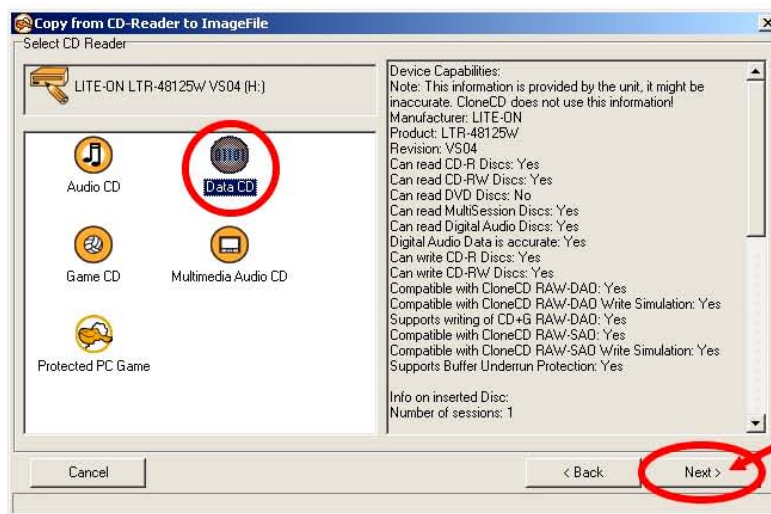 Copy from CD-Reader to ImageFile
Select CD Reader
LITE-ON LTR-48125W VS04 (H:)
Audio CD
01101
Data CD
Game CD
Multimedia Audio CD
Protected PC Game
Device Capabilities:
Note: This information is provided by the unit, it might be
inaccurate. CloneCD does not use this information!
Manufacturer: LITE-ON
Product: LTR-48125W
Revision: VS04
Can read CD-R Discs: Yes
Can read CD-RW Discs: Yes
Can read DVD Discs: No
Can read MultiSession Discs: Yes
Can read Digital Audio Discs: Yes
Digital Audio Data is accurate: Yes
Can write CD-R Discs: Yes
Can write CD-RW Discs: Yes
Compatible with CloneCD RAW-DAO: Yes
Compatible with CloneCD RAW-DAO Write Simulation: Yes
Supports writing of CD+G RAW-DAO: Yes
Compatible with CloneCD RAW-SAO: Yes
Compatible with CloneCD RAW-SAO Write Simulation: Yes
Supports Buffer Underrun Protection: Yes
Info on inserted Disc:
Number of sessions: 1
Cancel
< Back
Next >